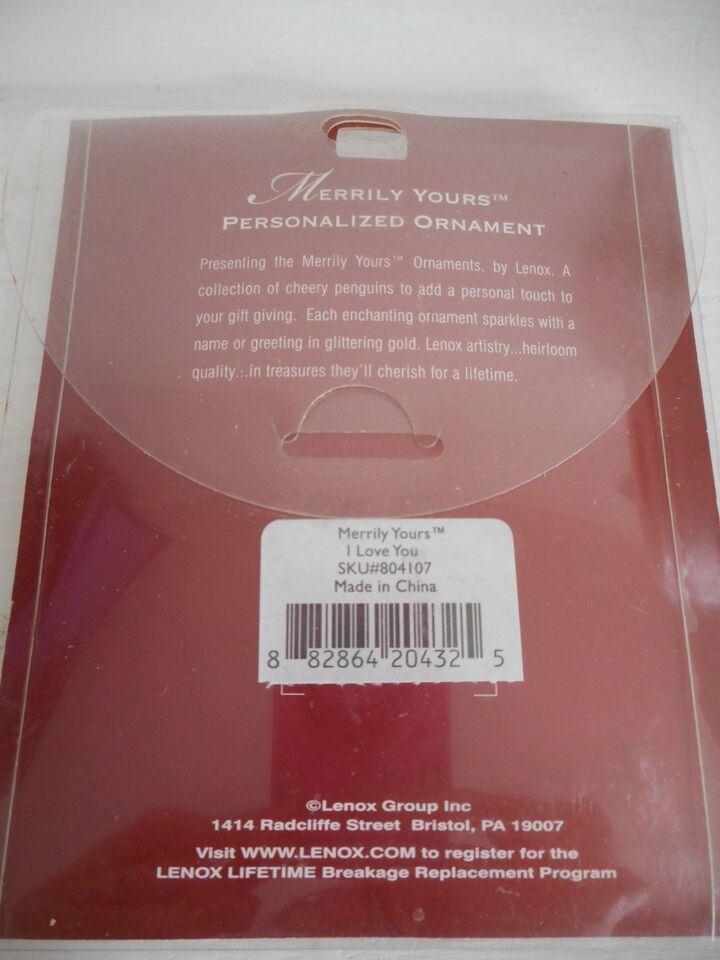 MERRILY YOURS™
PERSONALIZED ORNAMENT
Presenting the Merrily Yours™ Ornaments, by Lenox. A
collection of cheery penguins to add a personal touch to
your gift giving. Each enchanting ornament sparkles with a
name or greeting in glittering gold. Lenox artistry...heirloom
quality...in treasures they'll cherish for a lifetime.
Merrily Yours™
I Love You
SKU#804107
Made in China
8 82864 20432 5
©Lenox Group Inc
1414 Radcliffe Street Bristol, PA 19007
Visit WWW.LENOX.COM to register for the
LENOX LIFETIME Breakage Replacement Program